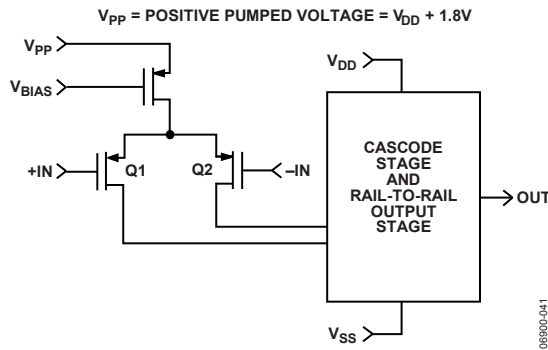 VPP = POSITIVE PUMPED VOLTAGE = VDD + 1.8V
VPP
VDD
VBIAS
+IN
Q1
Q2
–IN
CASCODE
STAGE
AND
RAIL-TO-RAIL
OUTPUT
STAGE
OUT
VSS
06900-041